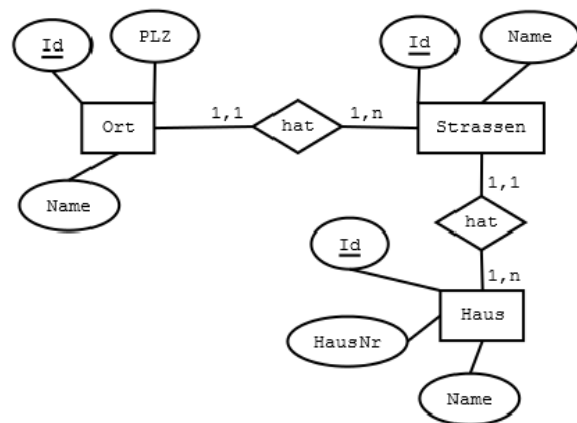 Id
PLZ
Id
Name
Ort
1,1
hat
1,n
Strassen
Name
1,1
hat
Id
1,n
HausNr
Haus
Name